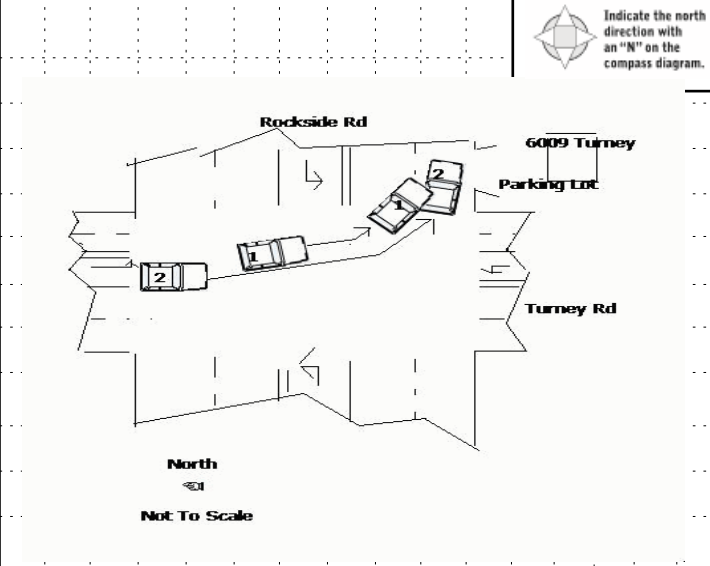 Indicate the north
direction with
an "N" on the
compass diagram.
Rockside Rd
6009 Turney
Parking Lot
2
1
1
2
Turney Rd
North
Not To Scale